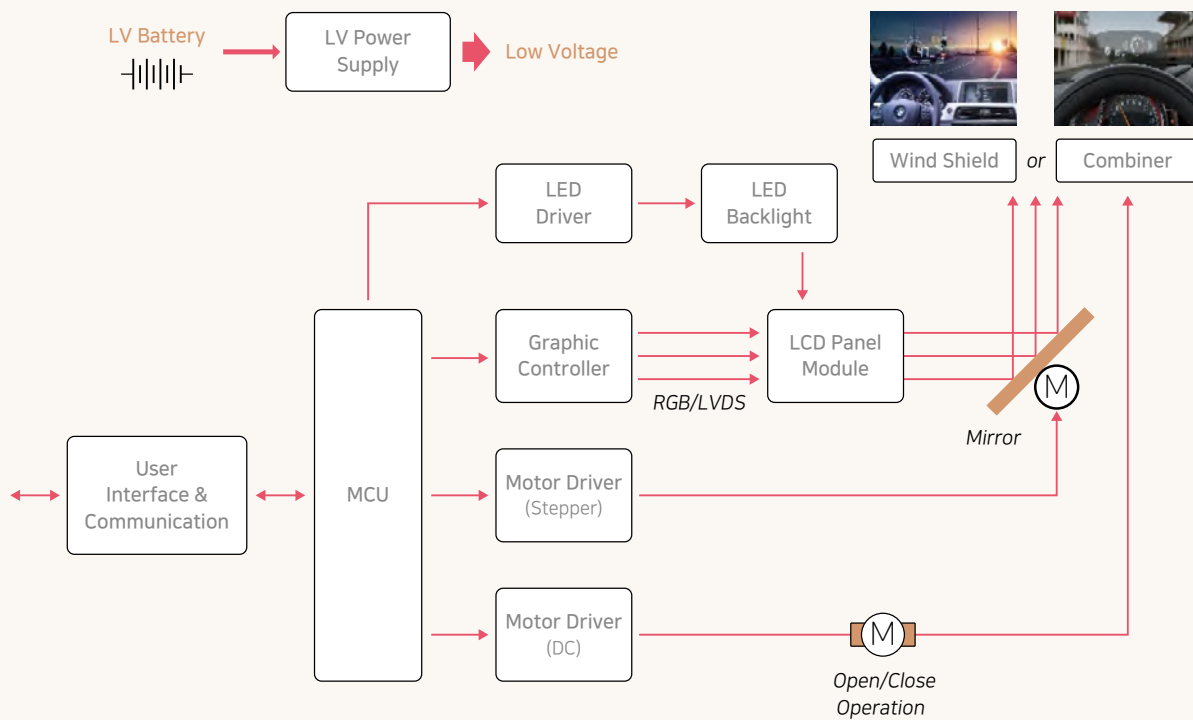 LV Battery
LV Power
Supply
Low Voltage
Wind Shield
or
Combiner
LED
Driver
LED
Backlight
Graphic
Controller
RGB/LVDS
LCD Panel
Module
M
Mirror
User
Interface &
Communication
MCU
Motor Driver
(Stepper)
Motor Driver
(DC)
M
Open/Close
Operation